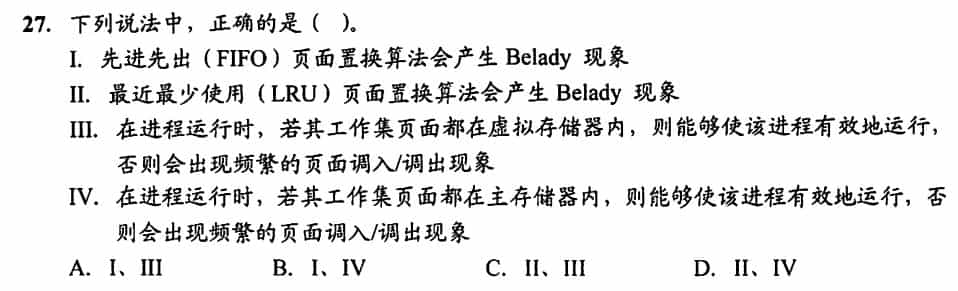 27. 下列说法中，正确的是（ ）。
I. 先进先出（FIFO）页面置换算法会产生 Belady 现象
II. 最近最少使用（LRU）页面置换算法会产生 Belady 现象
III. 在进程运行时，若其工作集页面都在虚拟存储器内，则能够使该进程有效地运行，
否则会出现频繁的页面调入/调出现象
IV. 在进程运行时，若其工作集页面都在主存储器内，则能够使该进程有效地运行，否
则会出现频繁的页面调入/调出现象
A. I、III B. I、IV C. II、III D. II、IV